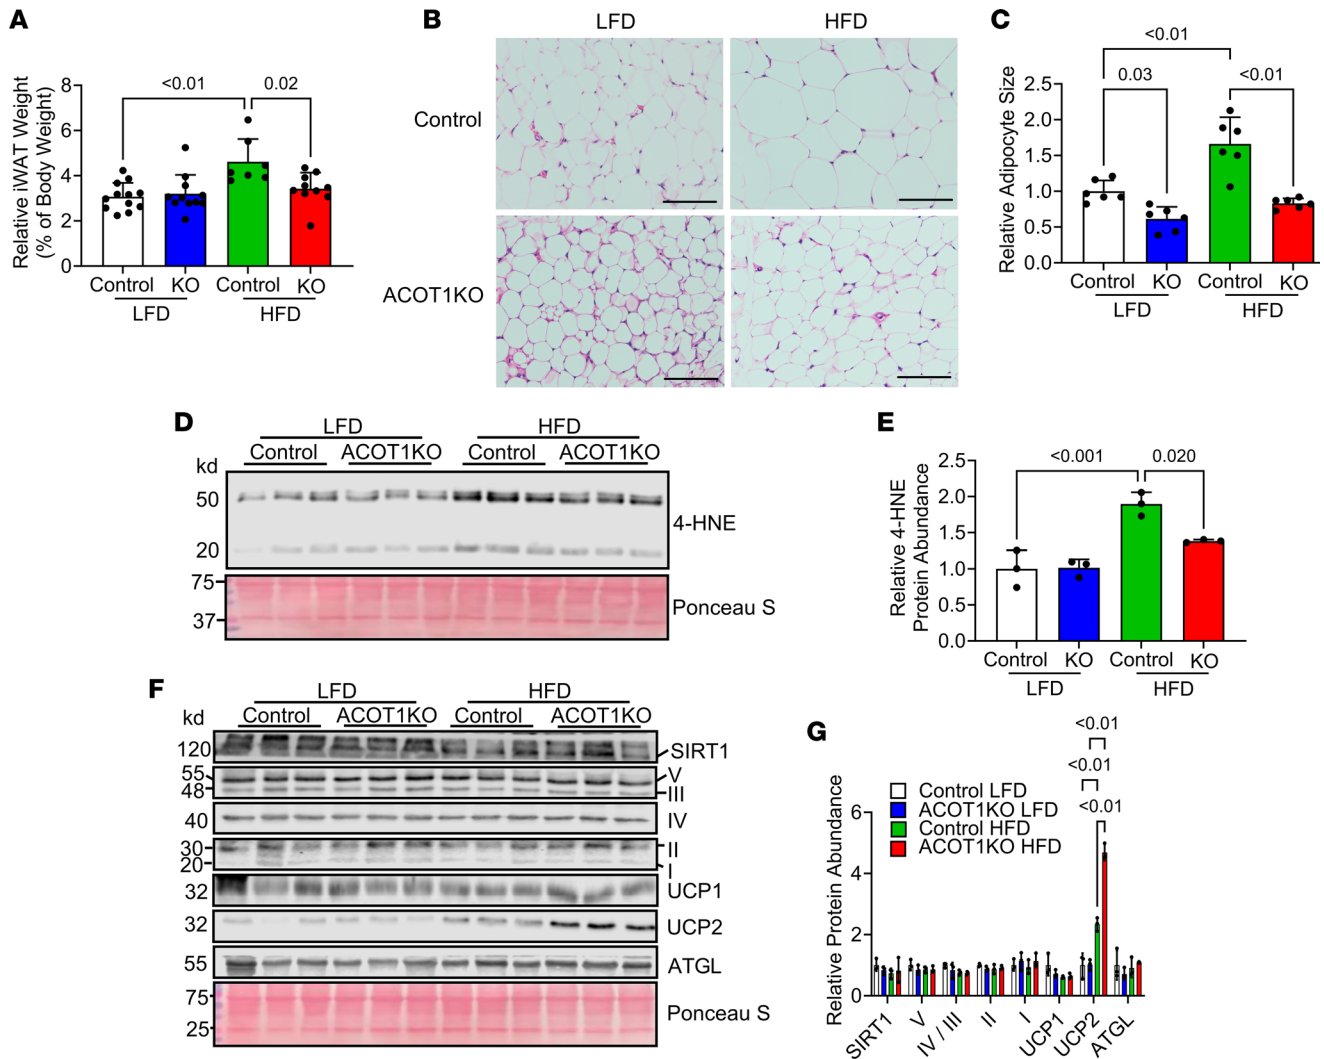 A
Relative iWAT Weight
(% of Body Weight)
8
6
4
2
0
<0.01
0.02
Control KO Control KO
LFD HFD
B
LFD HFD
Control
ACOT1KO
C
Relative Adipocyte Size
2.5
2.0
1.5
1.0
0.5
0.0
<0.01
0.03 <0.01
Control KO Control KO
LFD HFD
D
LFD HFD
Control ACOT1KO Control ACOT1KO
kd
50
20
4-HNE
75
37
Ponceau S
E
Relative 4-HNE
Protein Abundance
2.5
2.0
1.5
1.0
0.5
0.0
<0.001 0.020
Control KO Control KO
LFD HFD
F
LFD HFD
Control ACOT1KO Control ACOT1KO
kd
120 SIRT1
55 V
48 III
40 IV
30 II
20 I
32 UCP1
32 UCP2
55 ATGL
75
25
Ponceau S
G
Relative Protein Abundance
6
4
2
0
Control LFD
ACOT1KO LFD
Control HFD
ACOT1KO HFD
<0.01
<0.01
<0.01
SIRT1 V IV / III II I UCP1 UCP2 ATGL